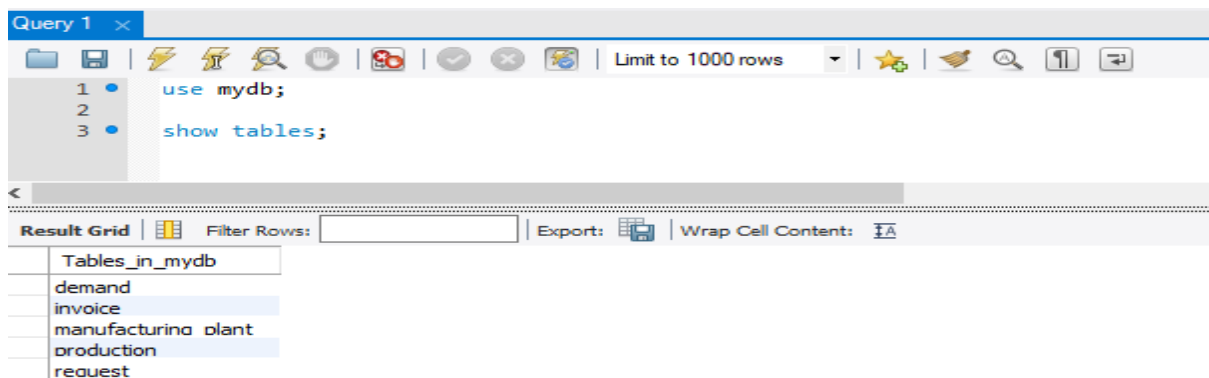 Query 1
Limit to 1000 rows
1 use mydb;
2
3 show tables;
Result Grid Filter Rows: Export: Wrap Cell Content:
Tables_in_mydb
demand
invoice
manufacturing_plant
production
request